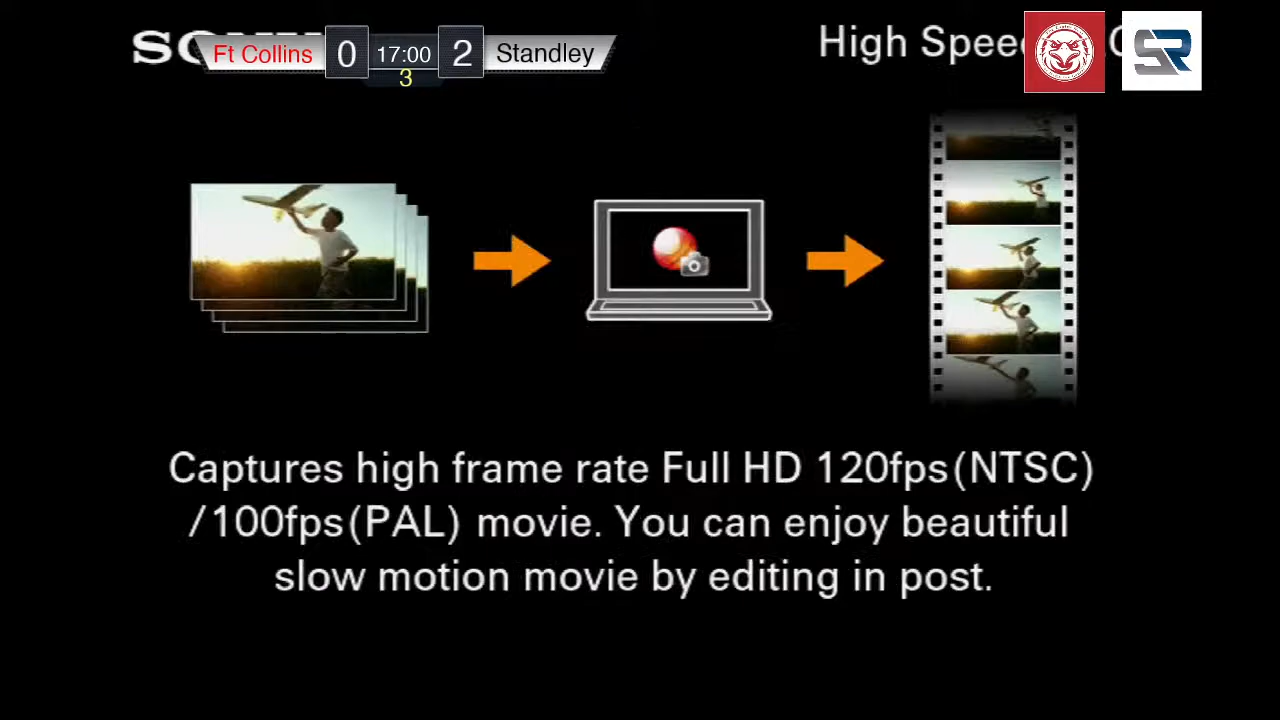 Ft Collins 0 17:00 2 Standley
3
High Spee
SR
Captures high frame rate Full HD 120fps(NTSC)
/100fps(PAL) movie. You can enjoy beautiful
slow motion movie by editing in post.